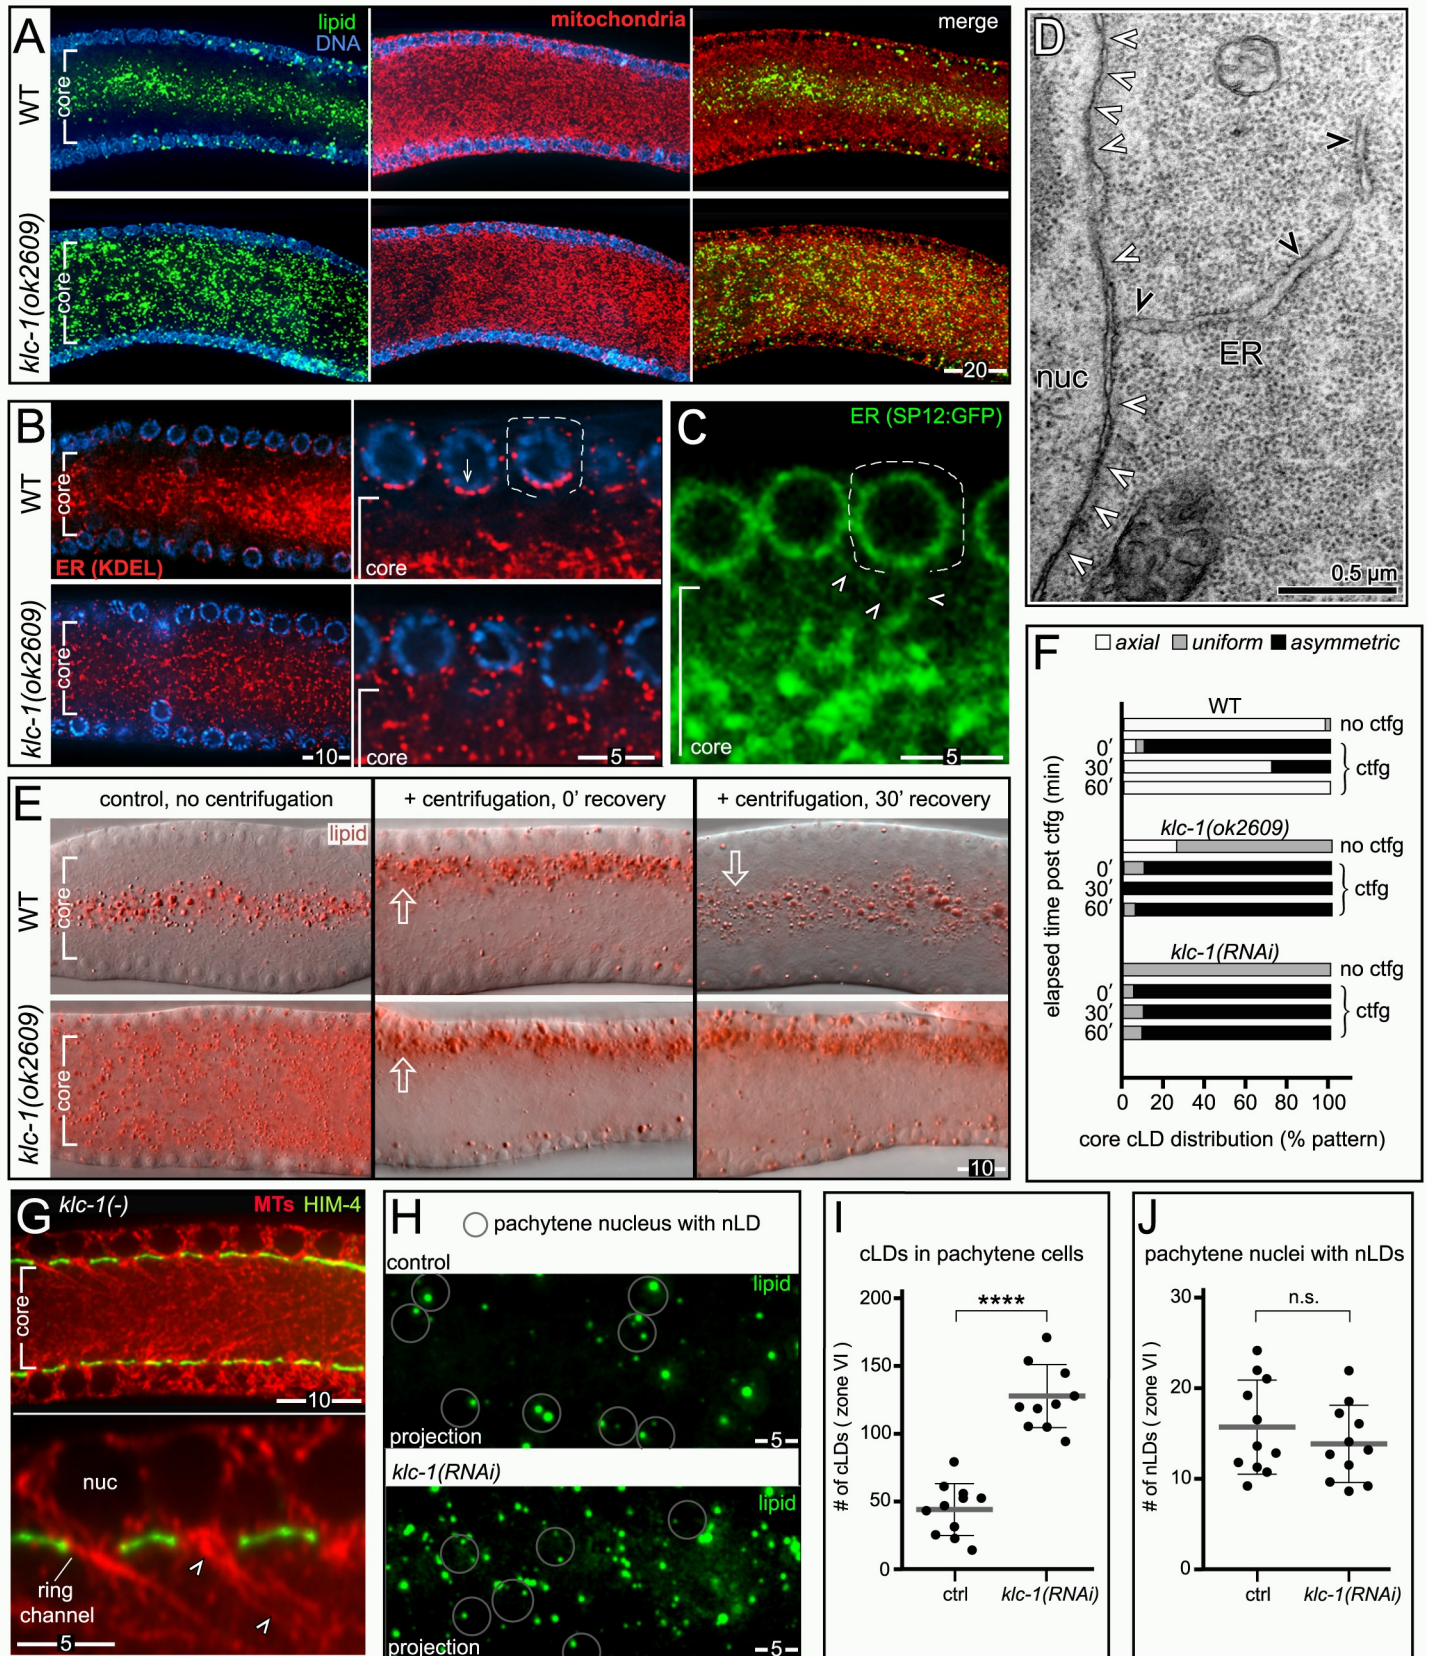 A
WT
core
lipid
DNA
mitochondria
merge
klc-1(ok2609)
core
20
B
WT
core
ER (KDEL)
core
klc-1(ok2609)
core
10
core
5
C
ER (SP12:GFP)
core
5
D
nuc
ER
0.5 µm
E
control, no centrifugation
+ centrifugation, 0' recovery
+ centrifugation, 30' recovery
WT
core
lipid
klc-1(ok2609)
core
10
F
axial uniform asymmetric
elapsed time post ctfg (min)
WT
no ctfg
0'
30'
60'
ctfg
klc-1(ok2609)
no ctfg
0'
30'
60'
ctfg
klc-1(RNAi)
no ctfg
0'
30'
60'
ctfg
0 20 40 60 80 100
core cLD distribution (% pattern)
G
klc-1(-)
MTs HIM-4
core
10
nuc
ring
channel
5
H
pachytene nucleus with nLD
control
lipid
projection
5
klc-1(RNAi)
lipid
projection
5
I
cLDs in pachytene cells
# of cLDs ( zone VI )
200
150
100
50
0
****
ctrl klc-1(RNAi)
J
pachytene nuclei with nLDs
# of nLDs ( zone VI )
30
20
10
0
n.s.
ctrl klc-1(RNAi)